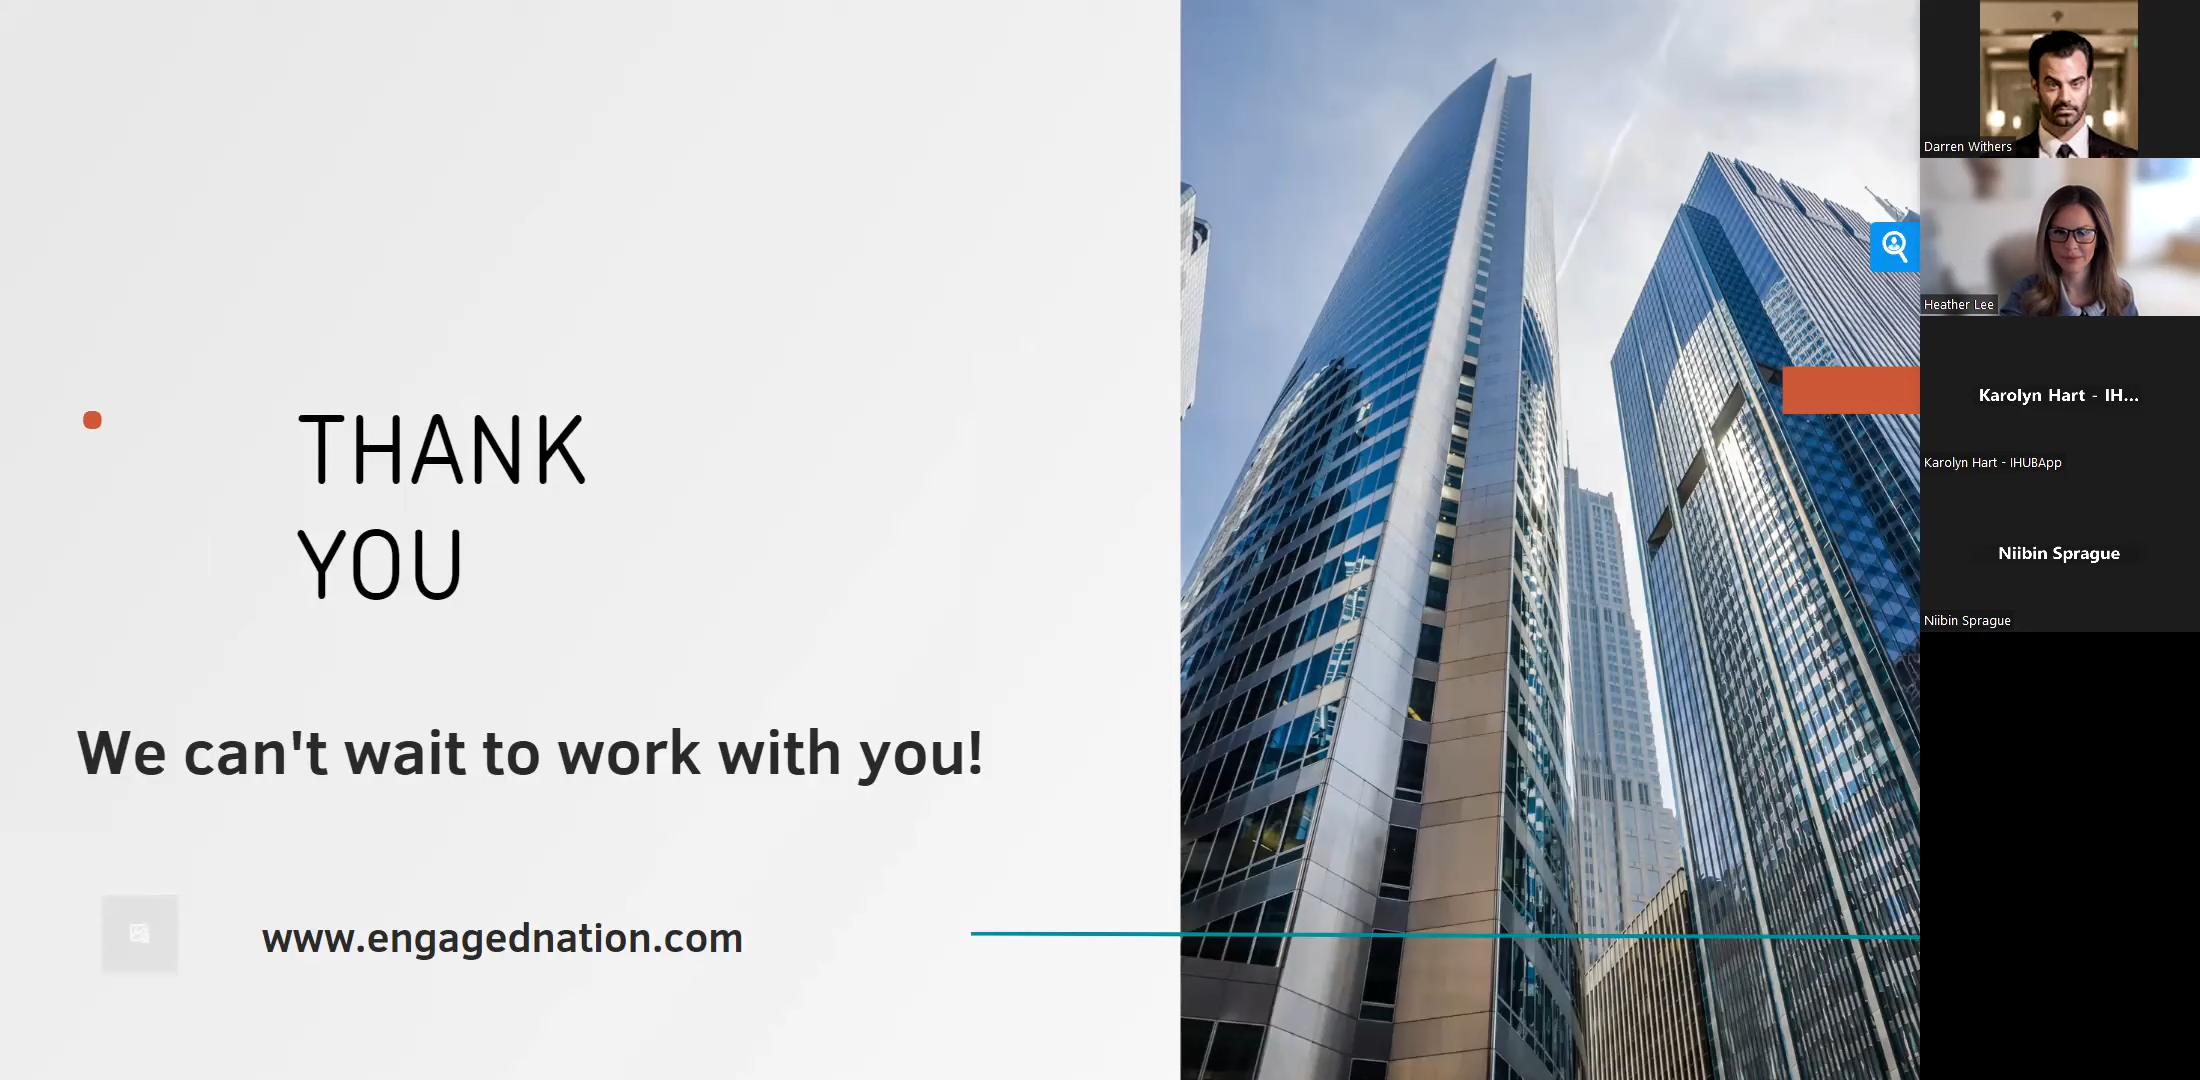 THANK
YOU
We can't wait to work with you!
www.engagednation.com
Darren Withers
Heather Lee
Karolyn Hart - IH...
Karolyn Hart - IHUBApp
Niibin Sprague
Niibin Sprague